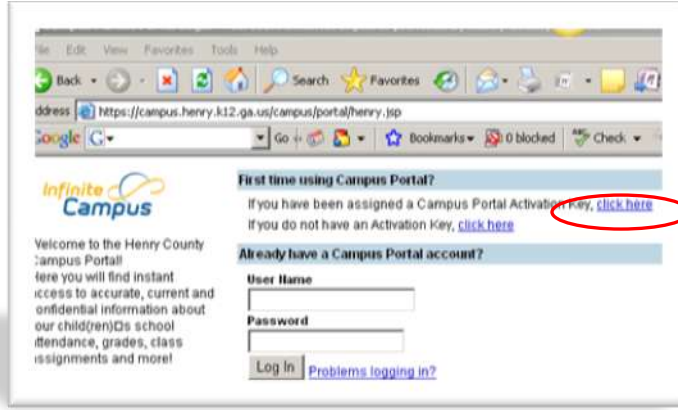 File Edit View Favorites Tools Help
Back Search Favorites
ddress https://campus.henry.k12.ga.us/campus/portal/henry.jsp
Google G Go Bookmarks 0 blocked Check
Infinite
Campus
Welcome to the Henry County
Campus Portal!
Here you will find instant
access to accurate, current and
confidential information about
our child(ren)□s school
attendance, grades, class
assignments and more!
First time using Campus Portal?
If you have been assigned a Campus Portal Activation Key, click here
If you do not have an Activation Key, click here
Already have a Campus Portal account?
User Name
Password
Log In Problems logging in?